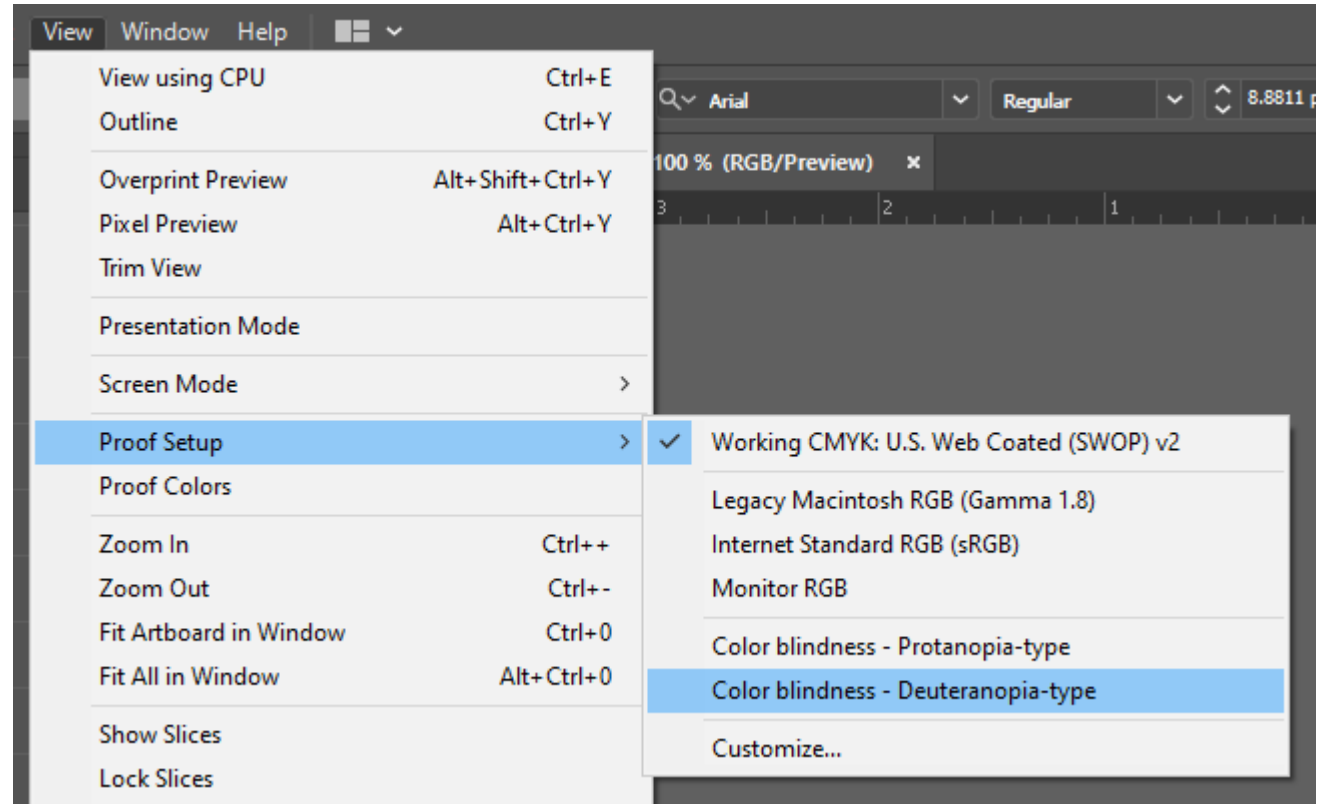 View Window Help
View using CPU Ctrl+E
Outline Ctrl+Y
Arial Regular 8.8811 p
Overprint Preview Alt+Shift+Ctrl+Y
100 % (RGB/Preview) ×
Pixel Preview Alt+Ctrl+Y
3 2 1
Trim View
Presentation Mode
Screen Mode >
Proof Setup >
Proof Colors
Zoom In Ctrl++
Zoom Out Ctrl+-
Fit Artboard in Window Ctrl+0
Fit All in Window Alt+Ctrl+0
Show Slices
Lock Slices
Working CMYK: U.S. Web Coated (SWOP) v2
Legacy Macintosh RGB (Gamma 1.8)
Internet Standard RGB (sRGB)
Monitor RGB
Color blindness - Protanopia-type
Color blindness - Deuteranopia-type
Customize...